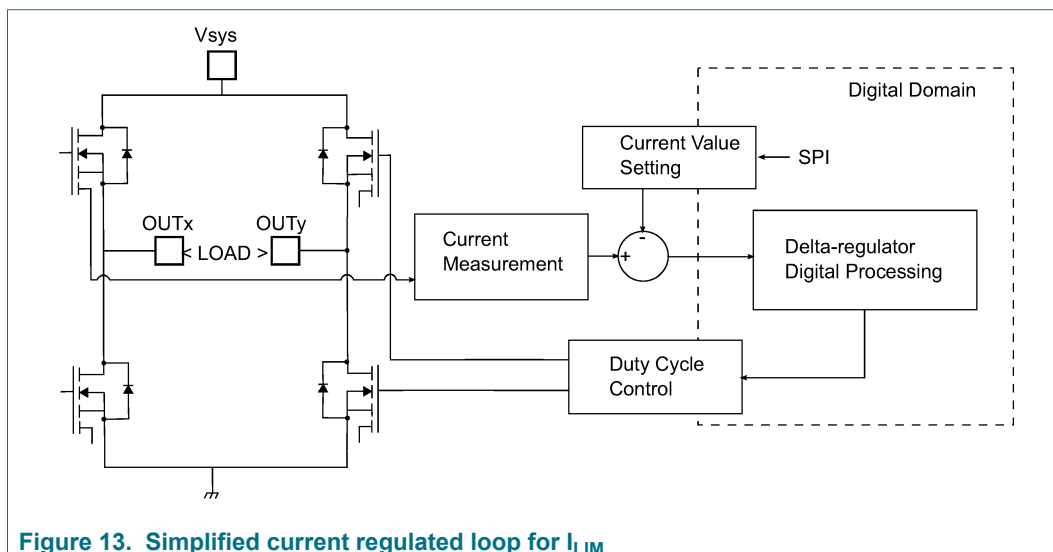 Vsys
Digital Domain
Current Value
Setting
SPI
-
OUTx
OUTy
< LOAD >
Current
Measurement
+
Delta-regulator
Digital Processing
Duty Cycle
Control
Figure 13. Simplified current regulated loop for ILIM